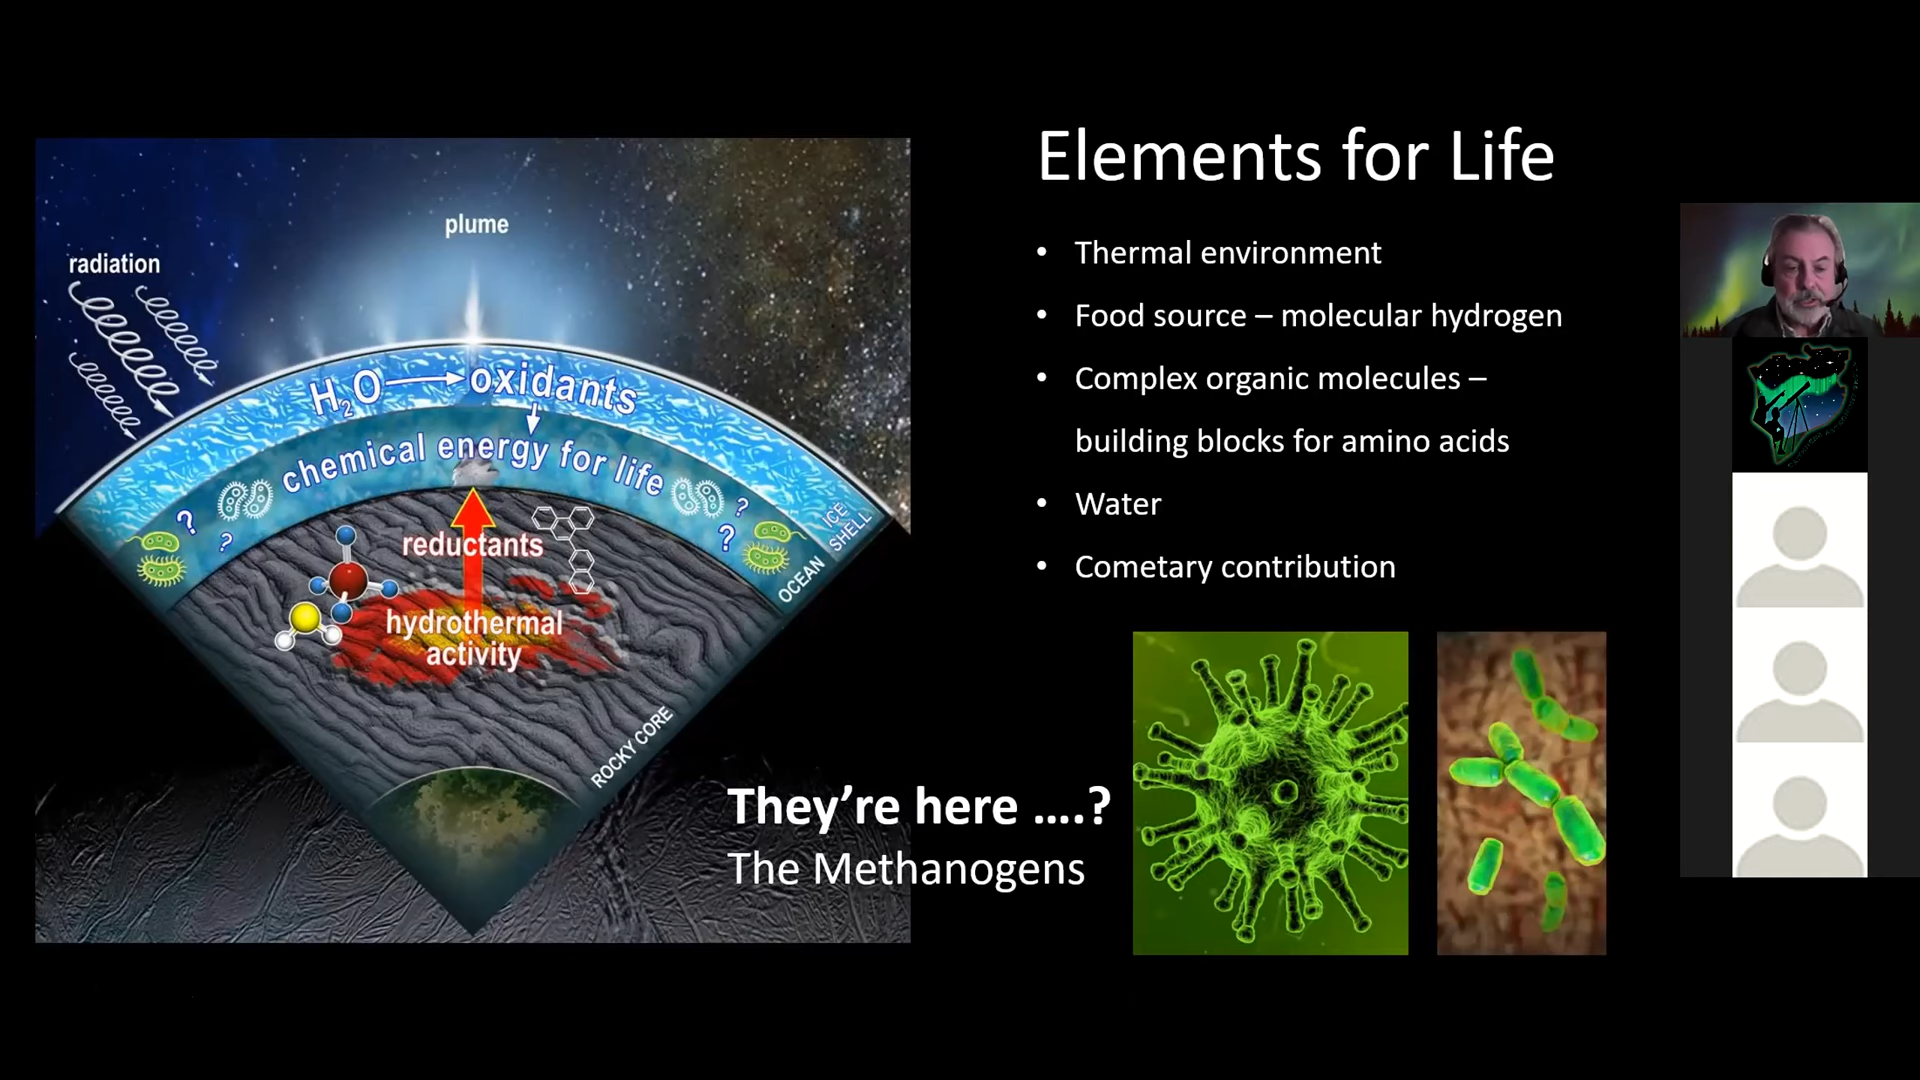 Elements for Life
• Thermal environment
• Food source – molecular hydrogen
• Complex organic molecules –
building blocks for amino acids
• Water
• Cometary contribution
plume
radiation
H2O → oxidants
chemical energy for life
? ?
? ?
ICE
SHELL
OCEAN
reductants
hydrothermal
activity
ROCKY CORE
They’re here ....?
The Methanogens